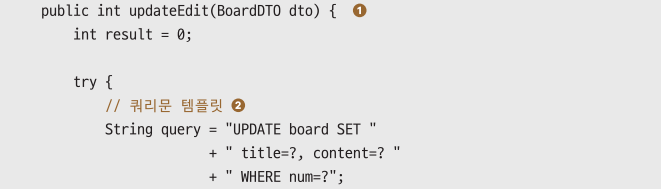 public int updateEdit(BoardDTO dto) { ❶
int result = 0;
try {
// 쿼리문 템플릿 ❷
String query = "UPDATE board SET "
+ " title=?, content=? "
+ " WHERE num=?";